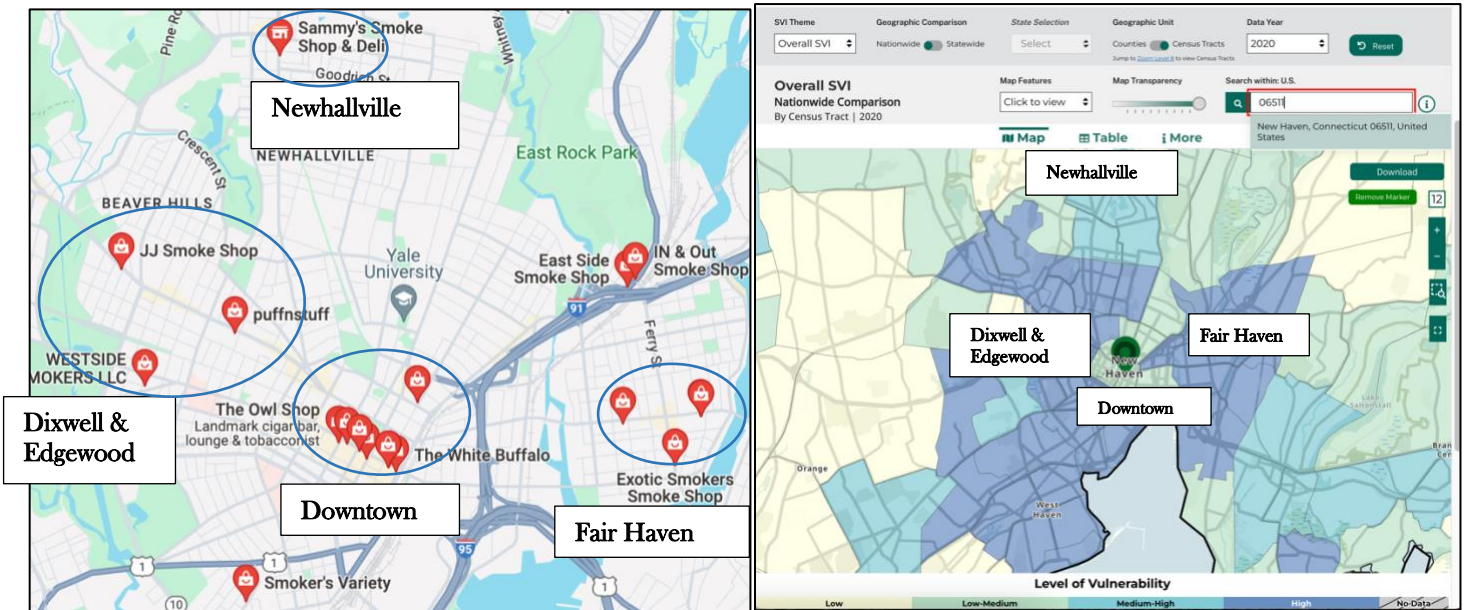 Pine Ro
Sammy's Smoke
Shop & Deli
Whitney
Goodrich St
Newhallville
Crescent St
NEWHALLVILLE
East Rock Park
BEAVER HILLS
JJ Smoke Shop
Yale
University
East Side
Smoke Shop
IN & Out
Smoke Shop
91
puffnstuff
Ferry St
WESTSIDE
MOKERS LLC
The Owl Shop
Landmark cigar bar,
lounge & tobacconist
Dixwell &
Edgewood
The White Buffalo
Exotic Smokers
Smoke Shop
Downtown
Fair Haven
95
1
1
Smoker's Variety
1
10
SVI Theme
Geographic Comparison
State Selection
Geographic Unit
Data Year
Overall SVI
Nationwide
Statewide
Select
Counties
Census Tracts
2020
Reset
Jump to Zoom Level 8 to view Census Tracts
Overall SVI
Nationwide Comparison
By Census Tract | 2020
Map Features
Map Transparency
Search within: U.S.
Click to view
06511
i
New Haven, Connecticut 06511, United
States
Map
Table
i More
Newhallville
Download
Remove Marker
12
+
−
Dixwell &
Edgewood
Fair Haven
New
Haven
Downtown
Lake
Saltonstall
Bran
Cer
Orange
West
Haven
Level of Vulnerability
Low
Low-Medium
Medium-High
High
No-Data